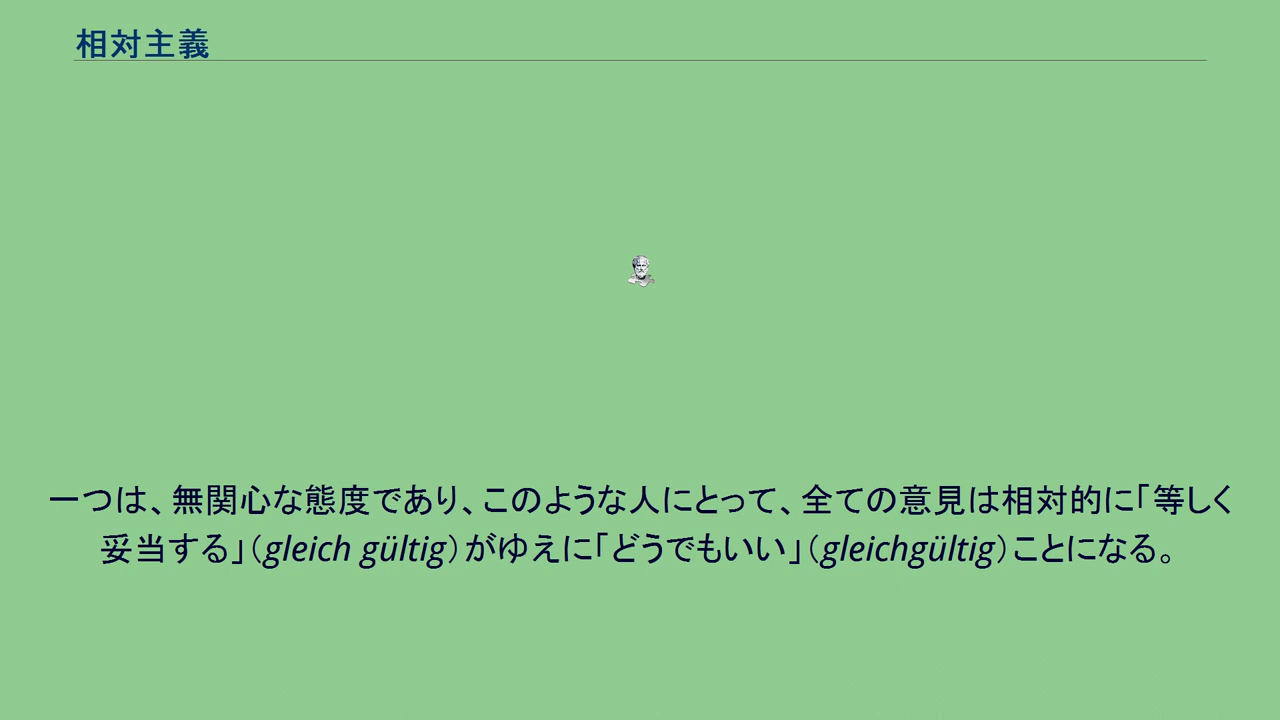 相対主義
一つは、無関心な態度であり、このような人にとって、全ての意見は相対的に「等しく
妥当する」（gleich gültig）がゆえに「どうでもいい」（gleichgültig）ことになる。